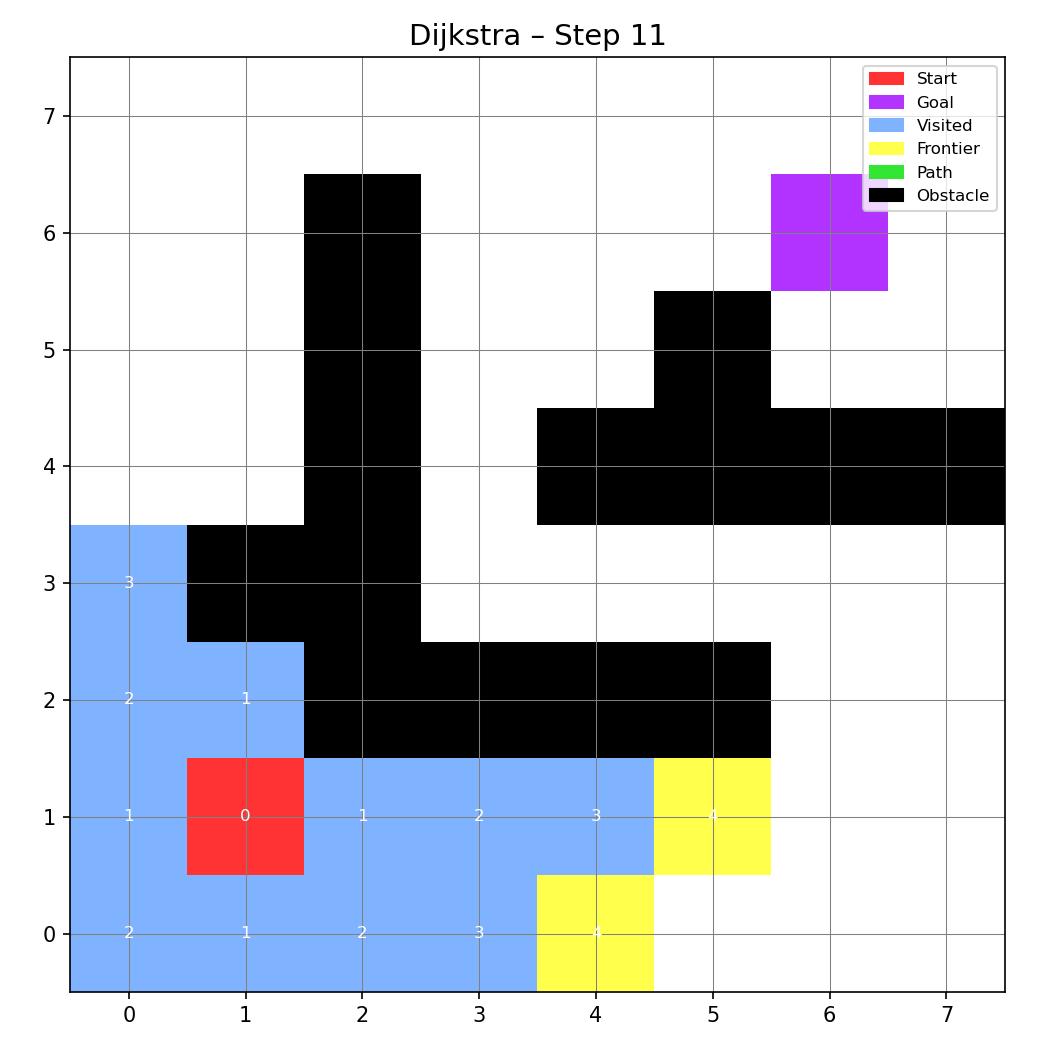 Dijkstra – Step 11
Start
Goal
Visited
Frontier
Path
Obstacle
7
6
5
4
3
2
1
0
3
2 1
1 0 1 2 3 4
2 1 2 3 4
0 1 2 3 4 5 6 7